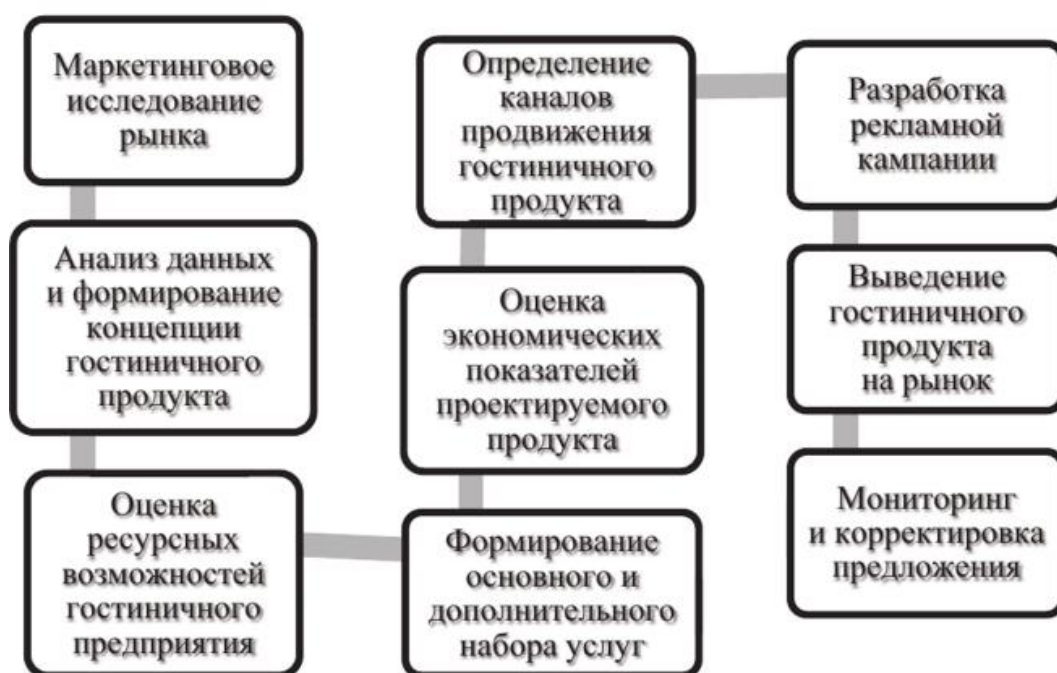 Маркетинговое
исследование
рынка
Анализ данных
и формирование
концепции
гостиничного
продукта
Оценка
ресурсных
возможностей
гостиничного
предприятия
Формирование
основного и
дополнительного
набора услуг
Оценка
экономических
показателей
проектируемого
продукта
Определение
каналов
продвижения
гостиничного
продукта
Разработка
рекламной
кампании
Выведение
гостиничного
продукта
на рынок
Мониторинг
и корректировка
предложения